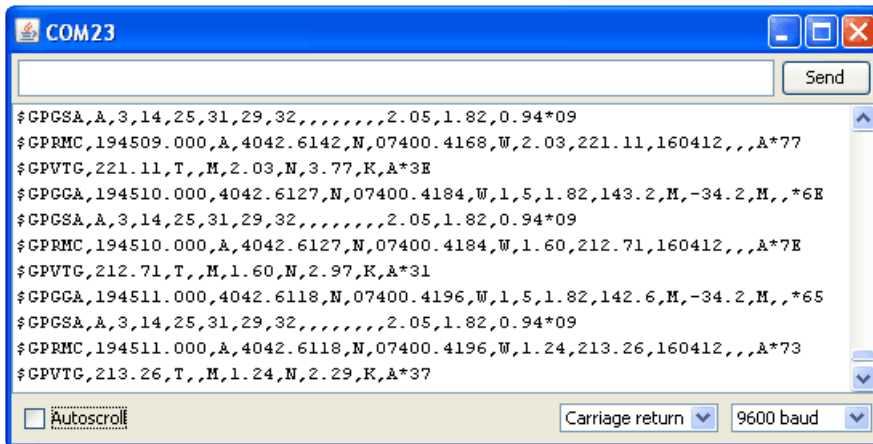 COM23
Send
$GPGSA,A,3,14,25,31,29,32,,,,,,,,2.05,1.82,0.94*09
$GPRMC,194509.000,A,4042.6142,N,07400.4168,W,2.03,221.11,160412,,,A*77
$GPVTG,221.11,T,,M,2.03,N,3.77,K,A*3E
$GPGGA,194510.000,4042.6127,N,07400.4184,W,1,5,1.82,143.2,M,-34.2,M,,*6E
$GPGSA,A,3,14,25,31,29,32,,,,,,,,2.05,1.82,0.94*09
$GPRMC,194510.000,A,4042.6127,N,07400.4184,W,1.60,212.71,160412,,,A*7E
$GPVTG,212.71,T,,M,1.60,N,2.97,K,A*31
$GPGGA,194511.000,4042.6118,N,07400.4196,W,1,5,1.82,142.6,M,-34.2,M,,*65
$GPGSA,A,3,14,25,31,29,32,,,,,,,,2.05,1.82,0.94*09
$GPRMC,194511.000,A,4042.6118,N,07400.4196,W,1.24,213.26,160412,,,A*73
$GPVTG,213.26,T,,M,1.24,N,2.29,K,A*37
Autoscroll Carriage return 9600 baud